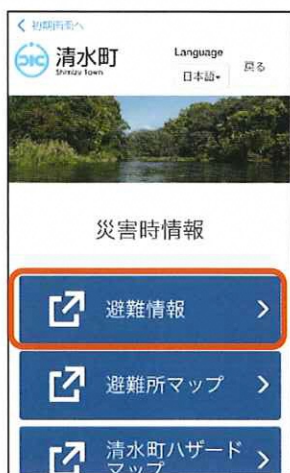 初期画面へ
DIC 清水町
Shimizu Town
Language
日本語
戻る
災害時情報
避難情報
避難所マップ
清水町ハザード
マップ